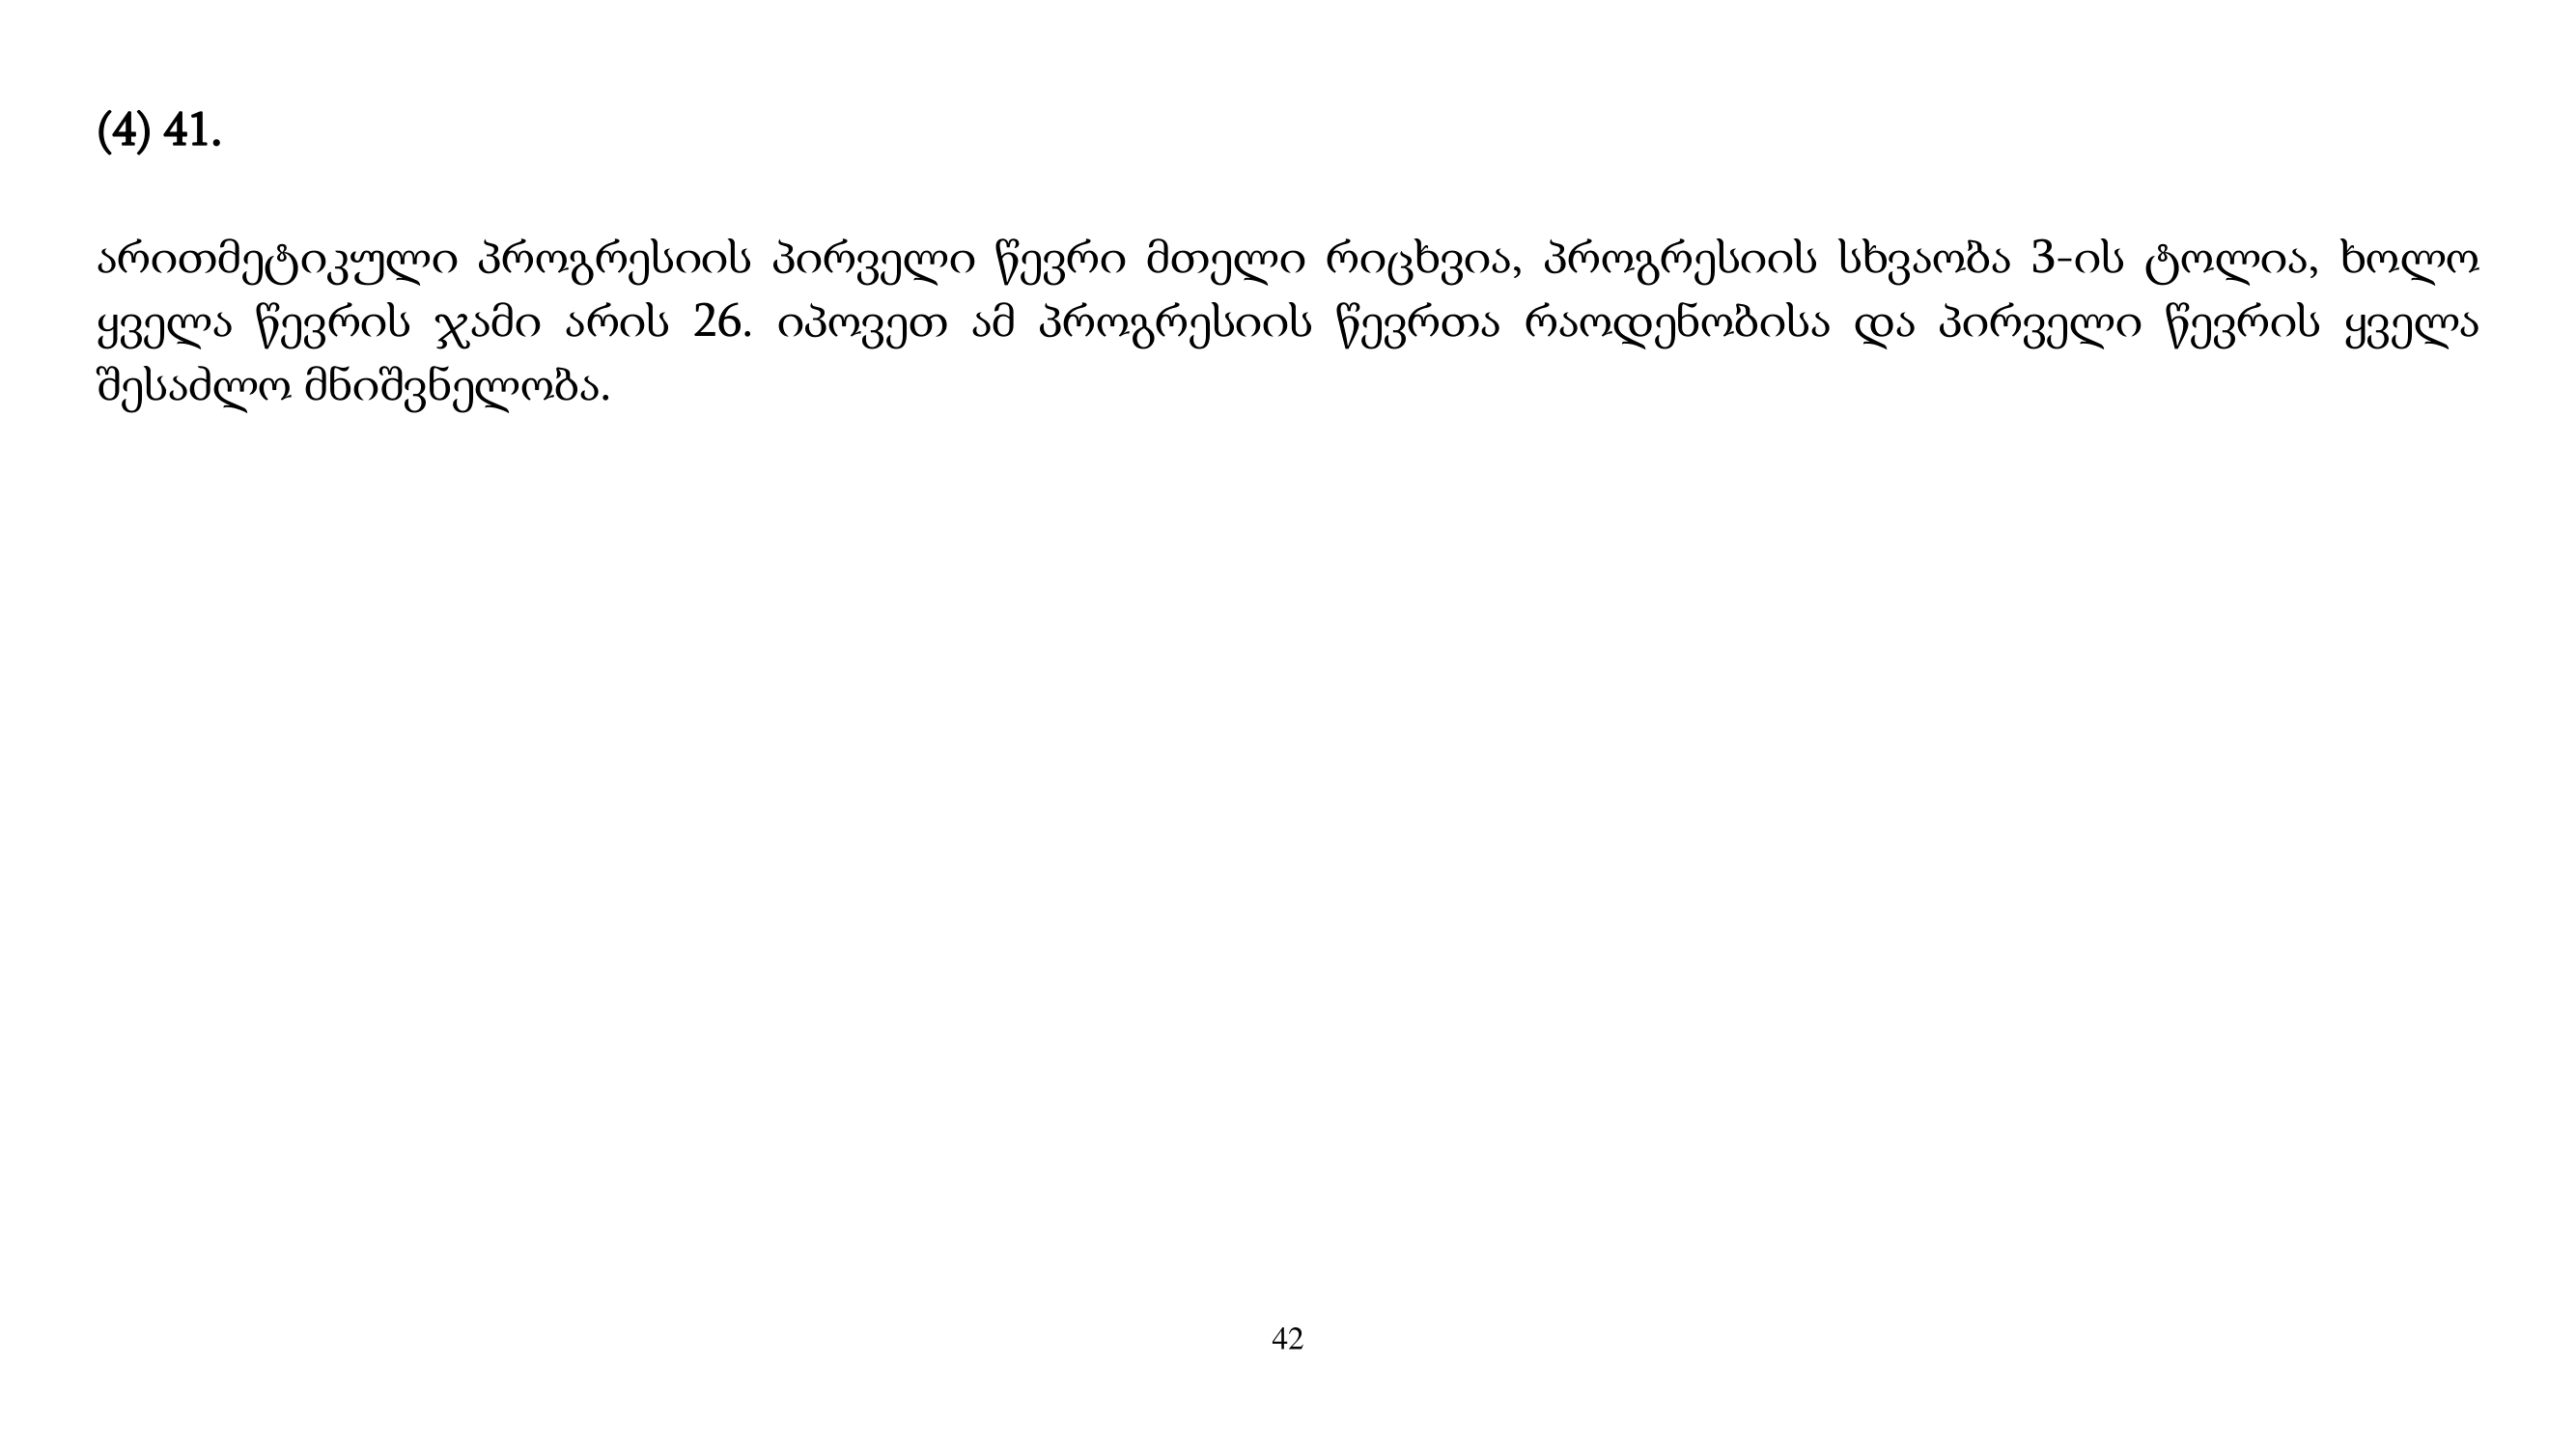 (4) 41.
არითმეტიკული პროგრესიის პირველი წევრი მთელი რიცხვია, პროგრესიის სხვაობა 3-ის ტოლია, ხოლო
ყველა წევრის ჯამი არის 26. იპოვეთ ამ პროგრესიის წევრთა რაოდენობისა და პირველი წევრის ყველა
შესაძლო მნიშვნელობა.
42